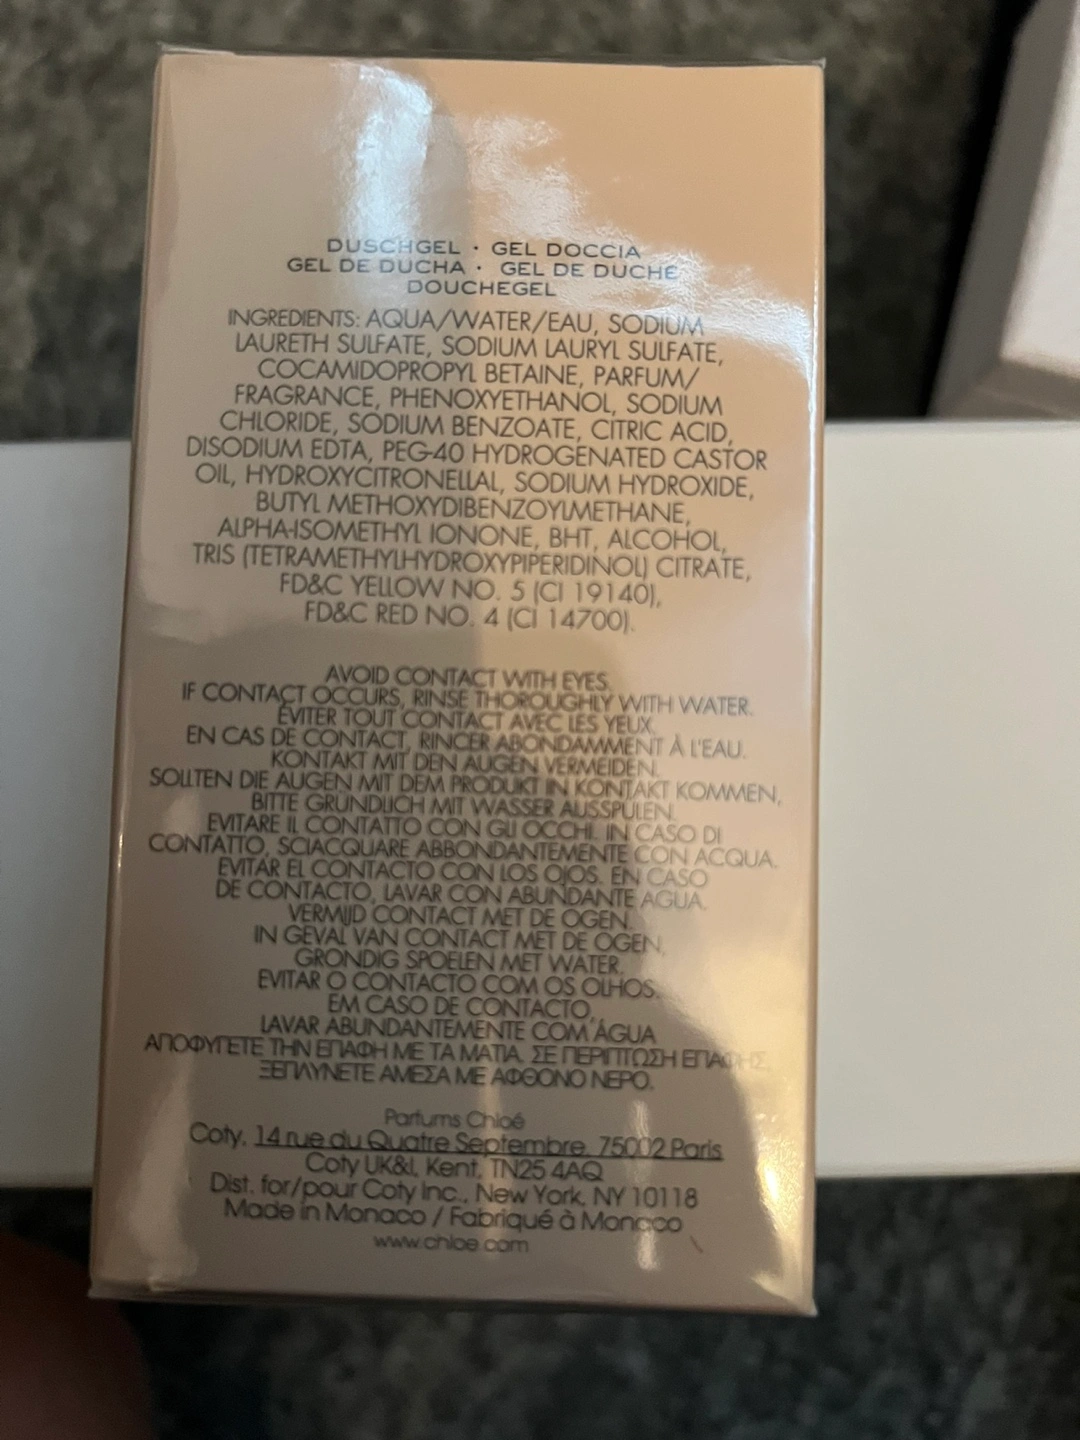 DUSCHGEL · GEL DOCCIA
GEL DE DUCHA · GEL DE DUCHE
DOUCHEGEL
INGREDIENTS: AQUA/WATER/EAU, SODIUM
LAURETH SULFATE, SODIUM LAURYL SULFATE,
COCAMIDOPROPYL BETAINE, PARFUM/
FRAGRANCE, PHENOXYETHANOL, SODIUM
CHLORIDE, SODIUM BENZOATE, CITRIC ACID,
DISODIUM EDTA, PEG-40 HYDROGENATED CASTOR
OIL, HYDROXYCITRONELLAL, SODIUM HYDROXIDE,
BUTYL METHOXYDIBENZOYLMETHANE,
ALPHA-ISOMETHYL IONONE, BHT, ALCOHOL,
TRIS (TETRAMETHYLHYDROXYPIPERIDINOL) CITRATE,
FD&C YELLOW NO. 5 (CI 19140),
FD&C RED NO. 4 (CI 14700).
AVOID CONTACT WITH EYES.
IF CONTACT OCCURS, RINSE THOROUGHLY WITH WATER.
ÉVITER TOUT CONTACT AVEC LES YEUX.
EN CAS DE CONTACT, RINCER ABONDAMMENT À L'EAU.
KONTAKT MIT DEN AUGEN VERMEIDEN.
SOLLTEN DIE AUGEN MIT DEM PRODUKT IN KONTAKT KOMMEN,
BITTE GRÜNDLICH MIT WASSER AUSSPÜLEN.
EVITARE IL CONTATTO CON GLI OCCHI. IN CASO DI
CONTATTO, SCIACQUARE ABBONDANTEMENTE CON ACQUA.
EVITAR EL CONTACTO CON LOS OJOS. EN CASO
DE CONTACTO, LAVAR CON ABUNDANTE AGUA.
VERMIJD CONTACT MET DE OGEN.
IN GEVAL VAN CONTACT MET DE OGEN,
GRONDIG SPOELEN MET WATER.
EVITAR O CONTACTO COM OS OLHOS.
EM CASO DE CONTACTO,
LAVAR ABUNDANTEMENTE COM ÁGUA
ΑΠΟΦΥΓΕΤΕ ΤΗΝ ΕΠΑΦΗ ΜΕ ΤΑ ΜΑΤΙΑ. ΣΕ ΠΕΡΙΠΤΩΣΗ ΕΠΑΦΗΣ,
ΞΕΠΛΥΝΕΤΕ ΑΜΕΣΑ ΜΕ ΑΦΘΟΝΟ ΝΕΡΟ.
Parfums Chloé
Coty, 14 rue du Quatre Septembre, 75002 Paris
Coty UK&I, Kent, TN25 4AQ
Dist. for/pour Coty Inc., New York, NY 10118
Made in Monaco / Fabriqué à Monaco
www.chloe.com